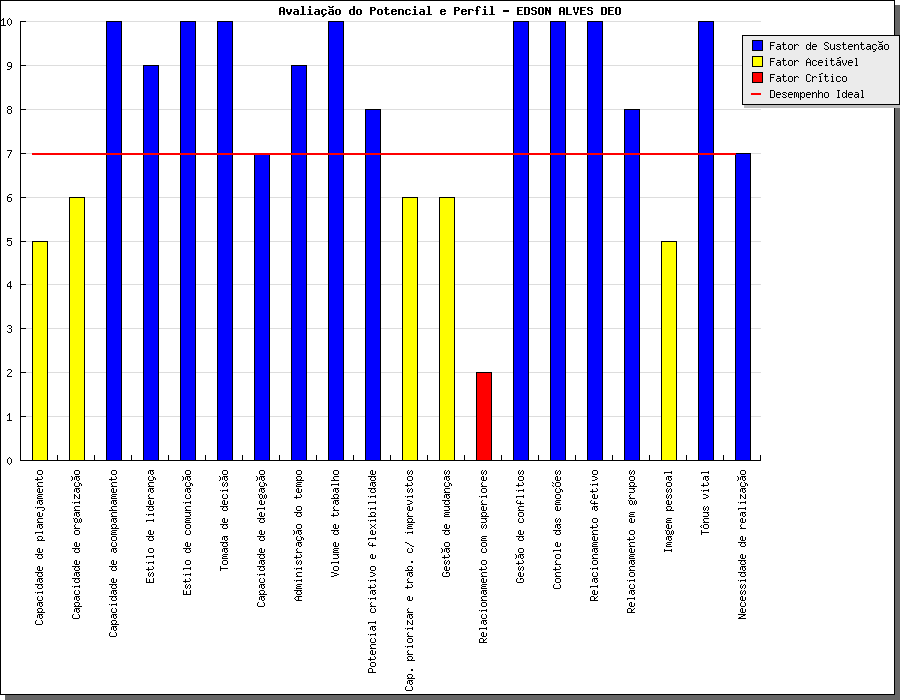 Avaliação do Potencial e Perfil - EDSON ALVES DEO
Fator de Sustentação
Fator Aceitável
Fator Crítico
Desempenho Ideal
10
9
8
7
6
5
4
3
2
1
0
Capacidade de planejamento
Capacidade de organização
Capacidade de acompanhamento
Estilo de liderança
Estilo de comunicação
Tomada de decisão
Capacidade de delegação
Administração do tempo
Volume de trabalho
Potencial criativo e flexibilidade
Cap. priorizar e trab. c/ imprevistos
Gestão de mudanças
Relacionamento com superiores
Gestão de conflitos
Controle das emoções
Relacionamento afetivo
Relacionamento em grupos
Imagem pessoal
Tônus vital
Necessidade de realização